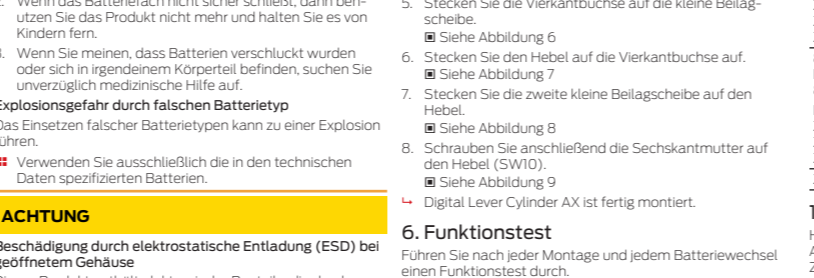 2. Wenn das Batteriefach nicht sicher schließt, dann ben-
utzen Sie das Produkt nicht mehr und halten Sie es von
Kindern fern.
3. Wenn Sie meinen, dass Batterien verschluckt wurden
oder sich in irgendeinem Körperteil befinden, suchen Sie
unverzüglich medizinische Hilfe auf.
Explosionsgefahr durch falschen Batterietyp
Das Einsetzen falscher Batterietypen kann zu einer Explosion
führen.
Verwenden Sie ausschließlich die in den technischen
Daten spezifizierten Batterien.
ACHTUNG
Beschädigung durch elektrostatische Entladung (ESD) bei
geöffnetem Gehäuse
5. Stecken Sie die Vierkantbuchse auf die kleine Beilag-
scheibe.
Siehe Abbildung 6
6. Stecken Sie den Hebel auf die Vierkantbuchse auf.
Siehe Abbildung 7
7. Stecken Sie die zweite kleine Beilagscheibe auf den
Hebel.
Siehe Abbildung 8
8. Schrauben Sie anschließend die Sechskantmutter auf
den Hebel (SW10).
Siehe Abbildung 9
↳ Digital Lever Cylinder AX ist fertig montiert.
6. Funktionstest
Führen Sie nach jeder Montage und jedem Batteriewechsel
einen Funktionstest durch.